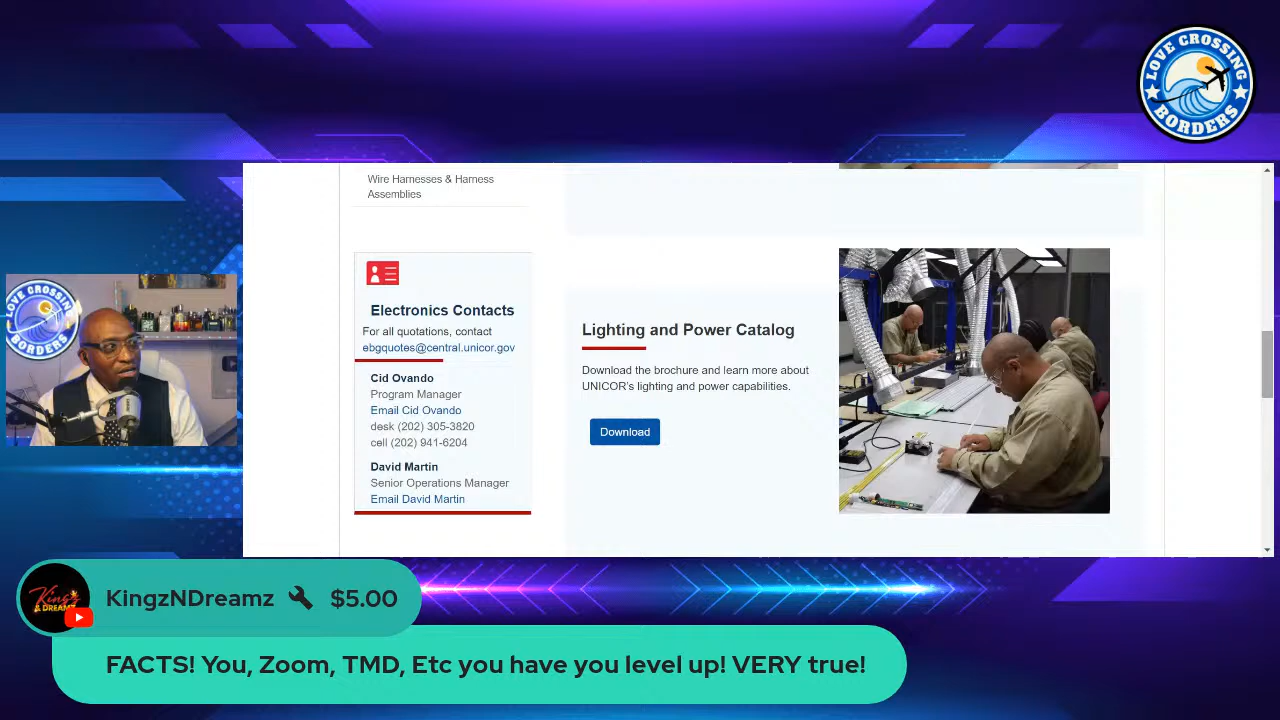 LOVE CROSSING
BORDERS
Wire Harnesses & Harness
Assemblies
Electronics Contacts
For all quotations, contact
ebgquotes@central.unicor.gov
Cid Ovando
Program Manager
Email Cid Ovando
desk (202) 305-3820
cell (202) 941-6204
David Martin
Senior Operations Manager
Email David Martin
Lighting and Power Catalog
Download the brochure and learn more about
UNICOR's lighting and power capabilities.
Download
LOVE CROSSING
BORDERS
KingzNDreamz $5.00
FACTS! You, Zoom, TMD, Etc you have you level up! VERY true!